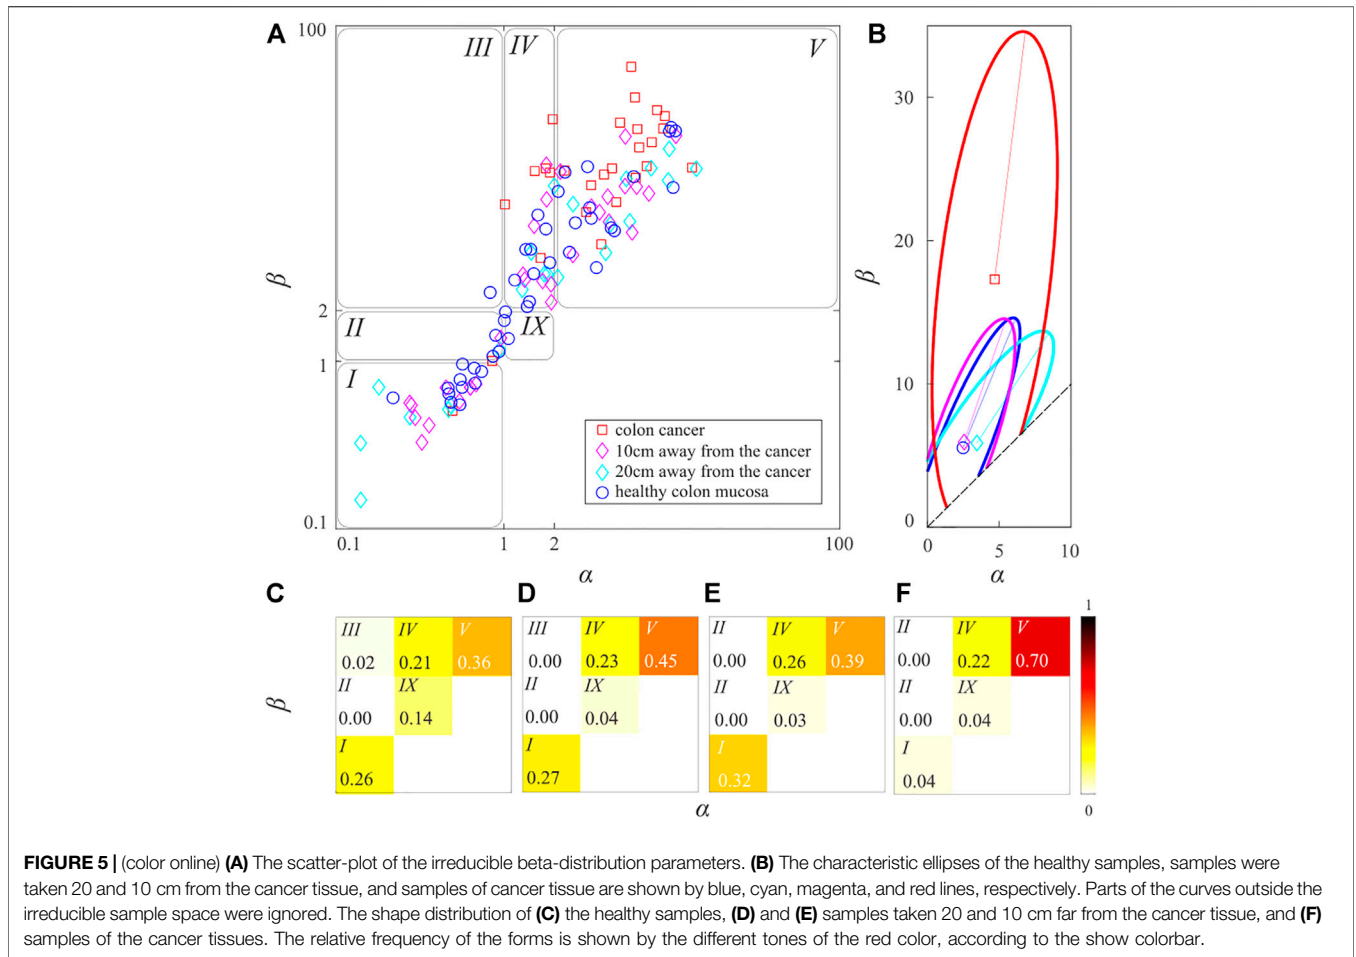 A
100
III
IV
V
β
2
II
IX
1
I
0.1
0.1
1
2
100
α
colon cancer
10cm away from the cancer
20cm away from the cancer
healthy colon mucosa
B
30
20
β
10
0
0
5
10
α
C
III
IV
V
0.02
0.21
0.36
II
IX
0.00
0.14
I
0.26
β
D
III
IV
V
0.00
0.23
0.45
II
IX
0.00
0.04
I
0.27
E
II
IV
V
0.00
0.26
0.39
II
IX
0.00
0.03
I
0.32
F
II
IV
V
0.00
0.22
0.70
II
IX
0.00
0.04
I
0.04
α
1
0
FIGURE 5 | (color online) (A) The scatter-plot of the irreducible beta-distribution parameters. (B) The characteristic ellipses of the healthy samples, samples were
taken 20 and 10 cm from the cancer tissue, and samples of cancer tissue are shown by blue, cyan, magenta, and red lines, respectively. Parts of the curves outside the
irreducible sample space were ignored. The shape distribution of (C) the healthy samples, (D) and (E) samples taken 20 and 10 cm far from the cancer tissue, and (F)
samples of the cancer tissues. The relative frequency of the forms is shown by the different tones of the red color, according to the show colorbar.